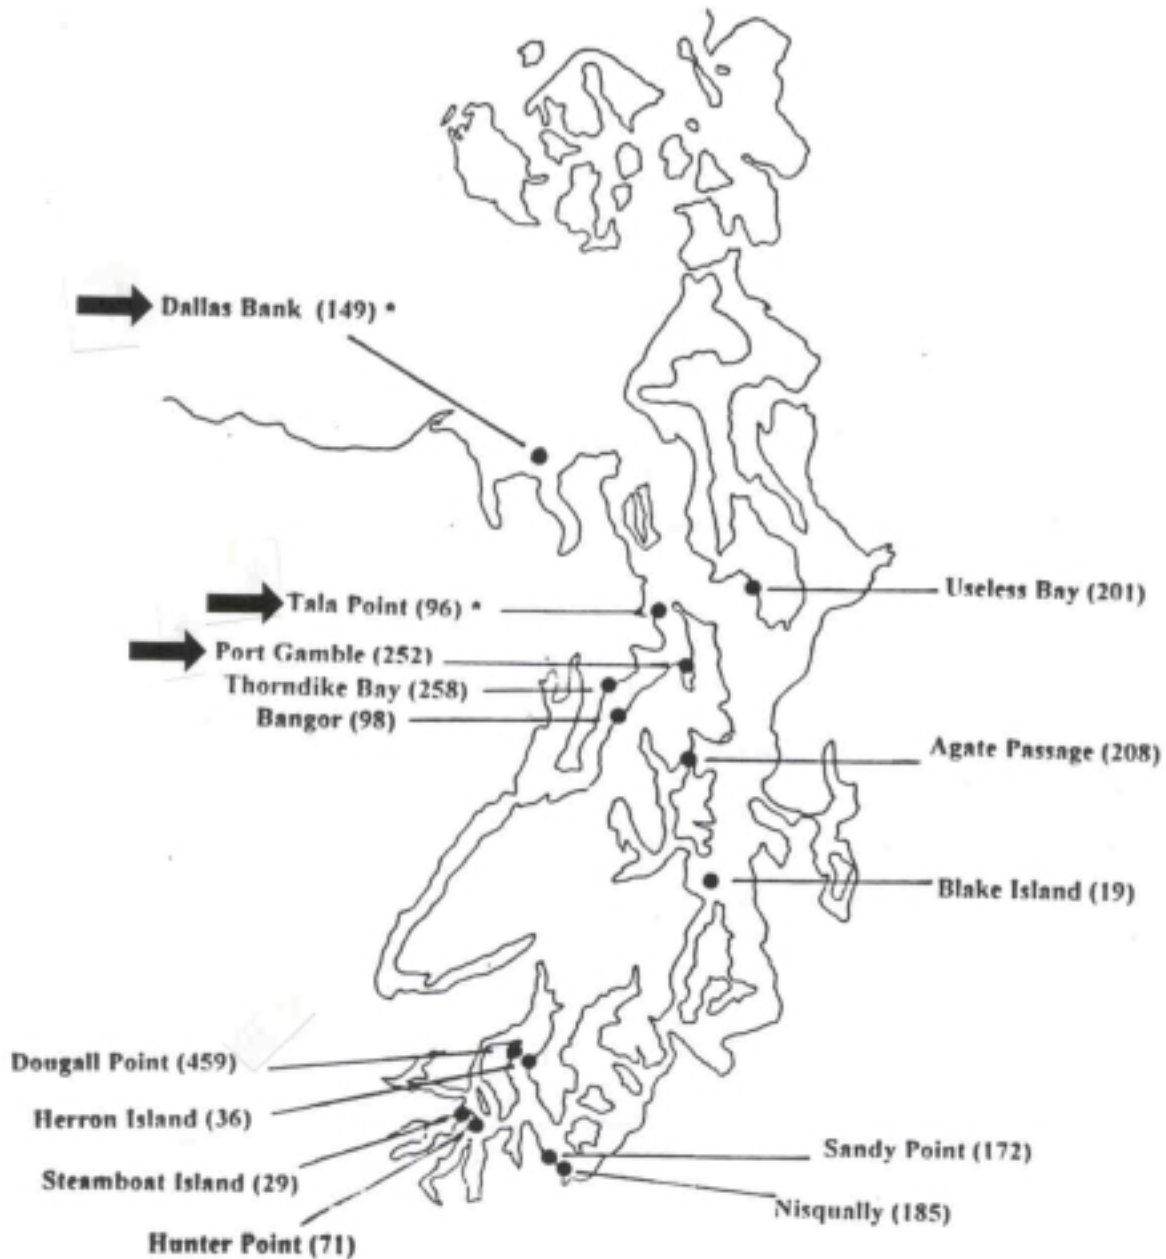 Dallas Bank (149) *
Tala Point (96) *
Port Gamble (252)
Thorndike Bay (258)
Bangor (98)
Useless Bay (201)
Agate Passage (208)
Blake Island (19)
Dougall Point (459)
Herron Island (36)
Steamboat Island (29)
Hunter Point (71)
Sandy Point (172)
Nisqually (185)